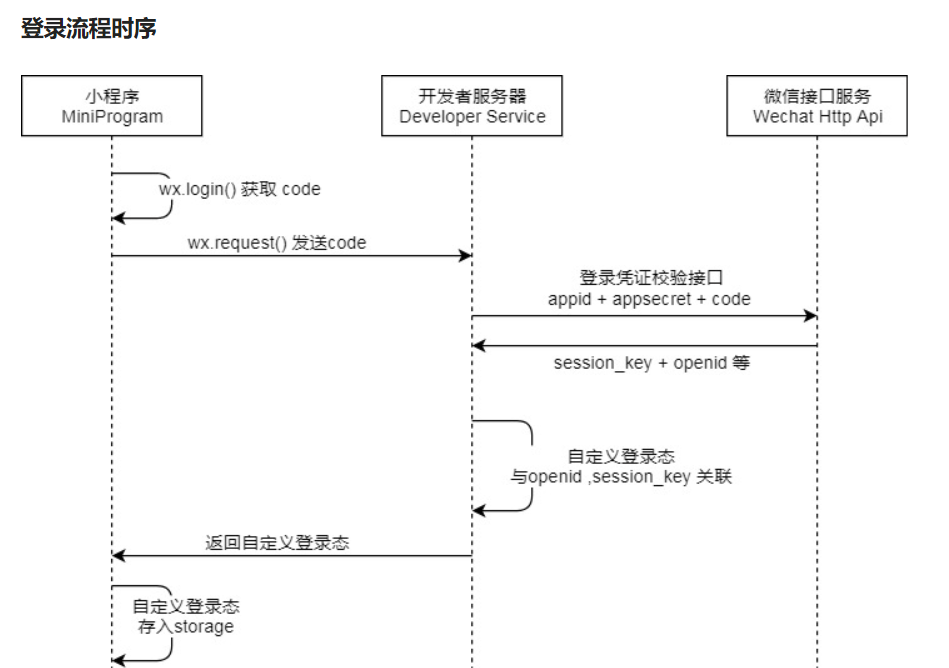 登录流程时序
小程序
MiniProgram
开发者服务器
Developer Service
微信接口服务
Wechat Http Api
wx.login() 获取 code
wx.request() 发送code
登录凭证校验接口
appid + appsecret + code
session_key + openid 等
自定义登录态
与openid ,session_key 关联
返回自定义登录态
自定义登录态
存入storage